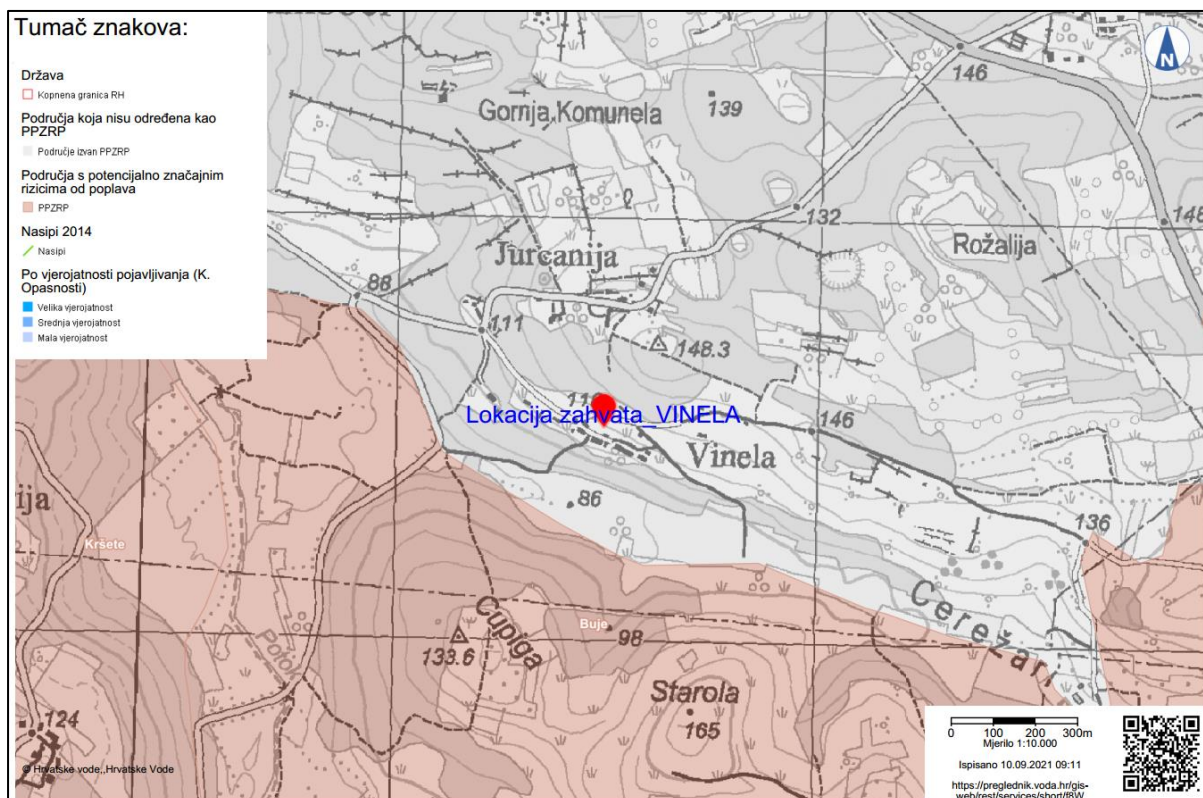 Tumač znakova:
Država
Kopnena granica RH
Područja koja nisu određena kao
PPZRP
Područje izvan PPZRP
Područja s potencijalno značajnim
rizicima od poplava
PPZRP
Nasipi 2014
Nasipi
Po vjerojatnosti pojavljivanja (K.
Opasnosti)
Velika vjerojatnost
Srednja vjerojatnost
Mala vjerojatnost
N
146
139
Gornja Komunela
132
146
Rožalija
Jurcanija
88
111
148.3
Lokacija zahvata_VINELA
146
Vinela
86
136
ija
Kršete
Cerežari
Cupiga
Buje
98
133.6
Starola
165
124
© Hrvatske vode,,Hrvatske Vode
0 100 200 300m
Mjerilo 1:10.000
Ispisano 10.09.2021 09:11
https://preglednik.voda.hr/gis-
web/rest/services/short/f8W